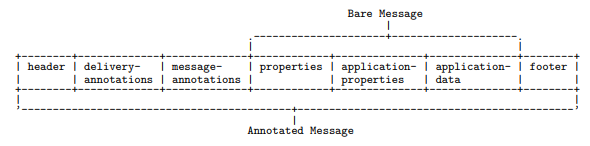 Bare Message
header delivery- message- properties application- application- footer
annotations annotations properties data
Annotated Message